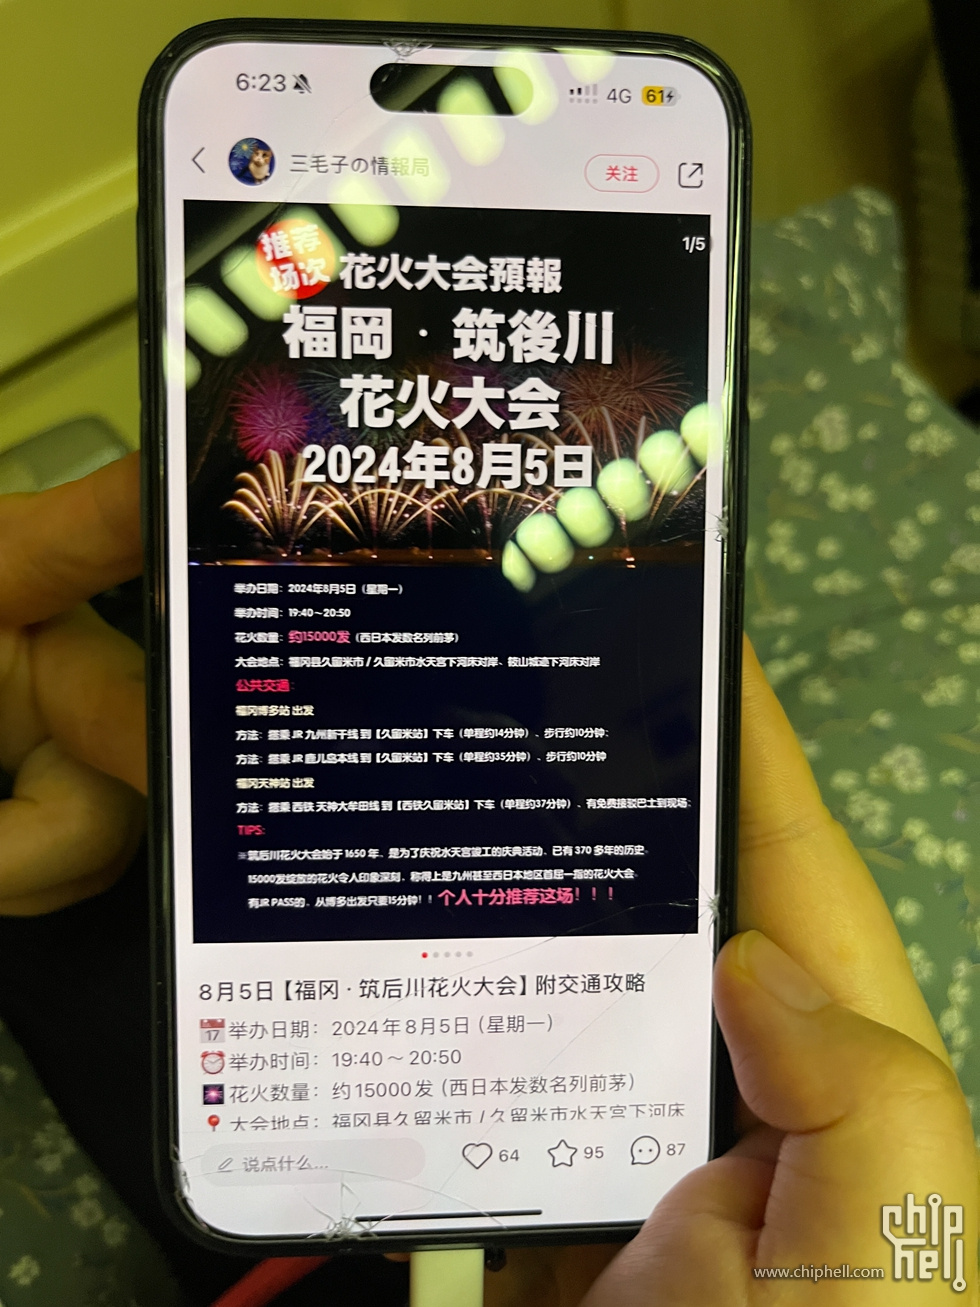 6:23
4G
61
三毛子の情報局
关注
1/5
推荐
场次
花火大会預報
福岡·筑後川
花火大会
2024年8月5日
举办日期：2024年8月5日（星期一）
举办时间：19:40～20:50
花火数量：约15000发（西日本发数名列前茅）
大会地点：福冈县久留米市 / 久留米市水天宫下河床对岸、筱山城迹下河床对岸
公共交通：
福冈博多站 出发
方法：搭乘 JR 九州新干线 到【久留米站】下车（单程约14分钟）、步行约10分钟；
方法：搭乘 JR 鹿儿岛本线 到【久留米站】下车（单程约35分钟）、步行约10分钟
福冈天神站 出发
方法：搭乘 西铁 天神大牟田线 到【西铁久留米站】下车（单程约37分钟）、有免费接驳巴士到现场；
TIPS:
※筑后川花火大会始于 1650 年，是为了庆祝水天宫竣工的庆典活动，已有 370 多年的历史。
15000发绽放的花火令人印象深刻，称得上是九州甚至西日本地区首屈一指的花火大会
有JR PASS的，从博多出发只要15分钟！！个人十分推荐这场！！！
8月5日【福冈·筑后川花火大会】附交通攻略
17
举办日期：2024年8月5日（星期一）
举办时间：19:40～20:50
花火数量：约15000发（西日本发数名列前茅）
大会地点：福冈县久留米市 / 久留米市水天宫下河床
说点什么...
64
95
87
chip
hell
www.chiphell.com